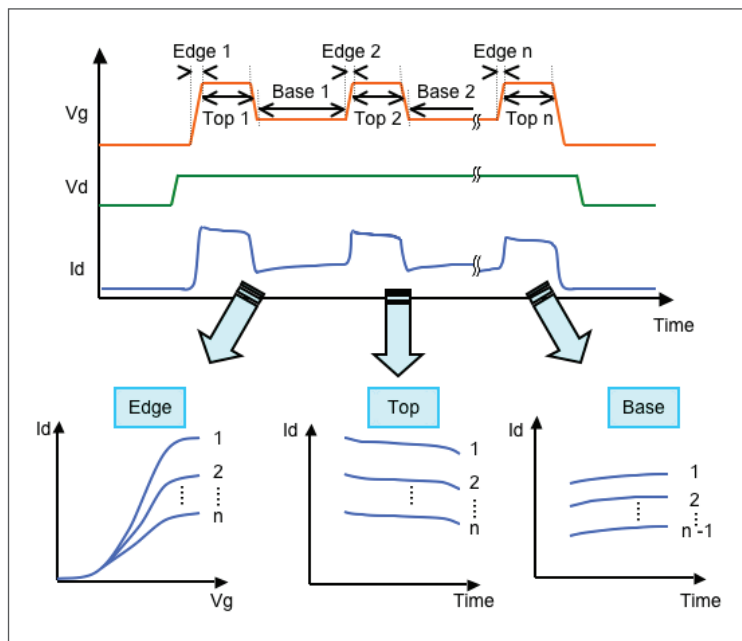 Edge 1
Edge 2
Edge n
Base 1
Base 2
Vg
Top 1
Top 2
Top n
Vd
Id
Time
Edge
Top
Base
Id
1
2
n
Vg
Id
1
2
n
Time
Id
1
2
n -1
Time